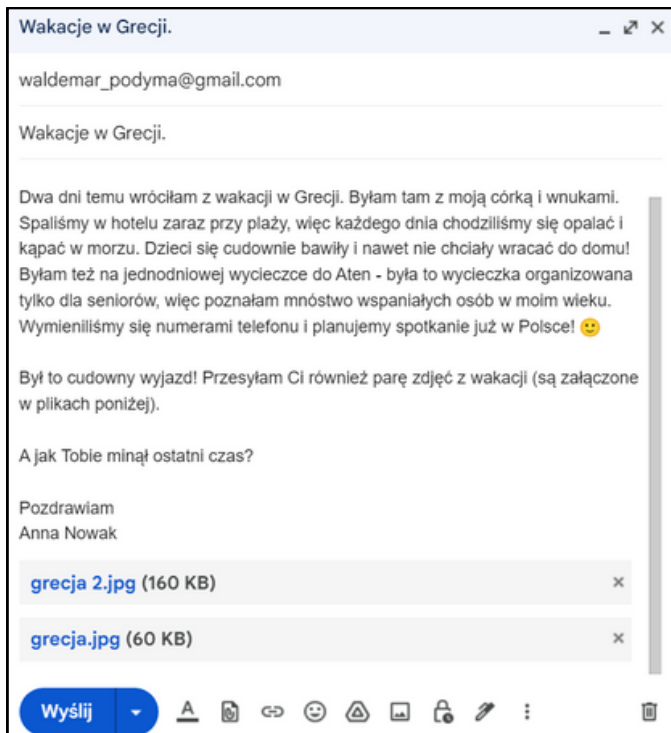 Wakacje w Grecji.
waldemar_podyma@gmail.com
Wakacje w Grecji.
Dwa dni temu wróciłam z wakacji w Grecji. Byłam tam z moją córką i wnukami.
Spaliśmy w hotelu zaraz przy plaży, więc każdego dnia chodziliśmy się opalać i
kąpać w morzu. Dzieci się cudownie bawiły i nawet nie chciały wracać do domu!
Byłam też na jednodniowej wycieczce do Aten - była to wycieczka organizowana
tylko dla seniorów, więc poznałam mnóstwo wspaniałych osób w moim wieku.
Wymieniliśmy się numerami telefonu i planujemy spotkanie już w Polsce! 🙂
Był to cudowny wyjazd! Przesyłam Ci również parę zdjęć z wakacji (są załączone
w plikach poniżej).
A jak Tobie minął ostatni czas?
Pozdrawiam
Anna Nowak
grecja 2.jpg (160 KB)
grecja.jpg (60 KB)
Wyślij